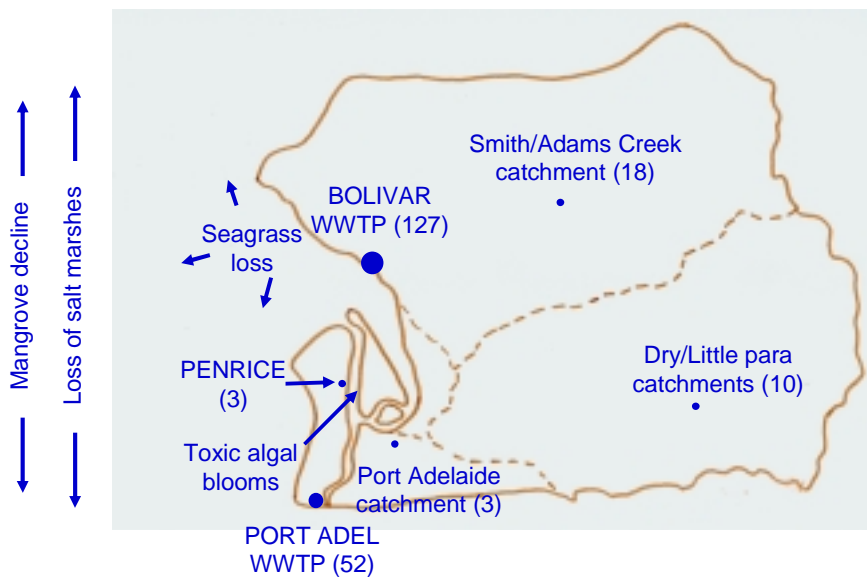 Mangrove decline
Loss of salt marshes
Smith/Adams Creek
catchment (18)
BOLIVAR
WWTP (127)
Seagrass
loss
PENRICE
(3)
Dry/Little para
catchments (10)
Toxic algal
blooms
Port Adelaide
catchment (3)
PORT ADEL
WWTP (52)